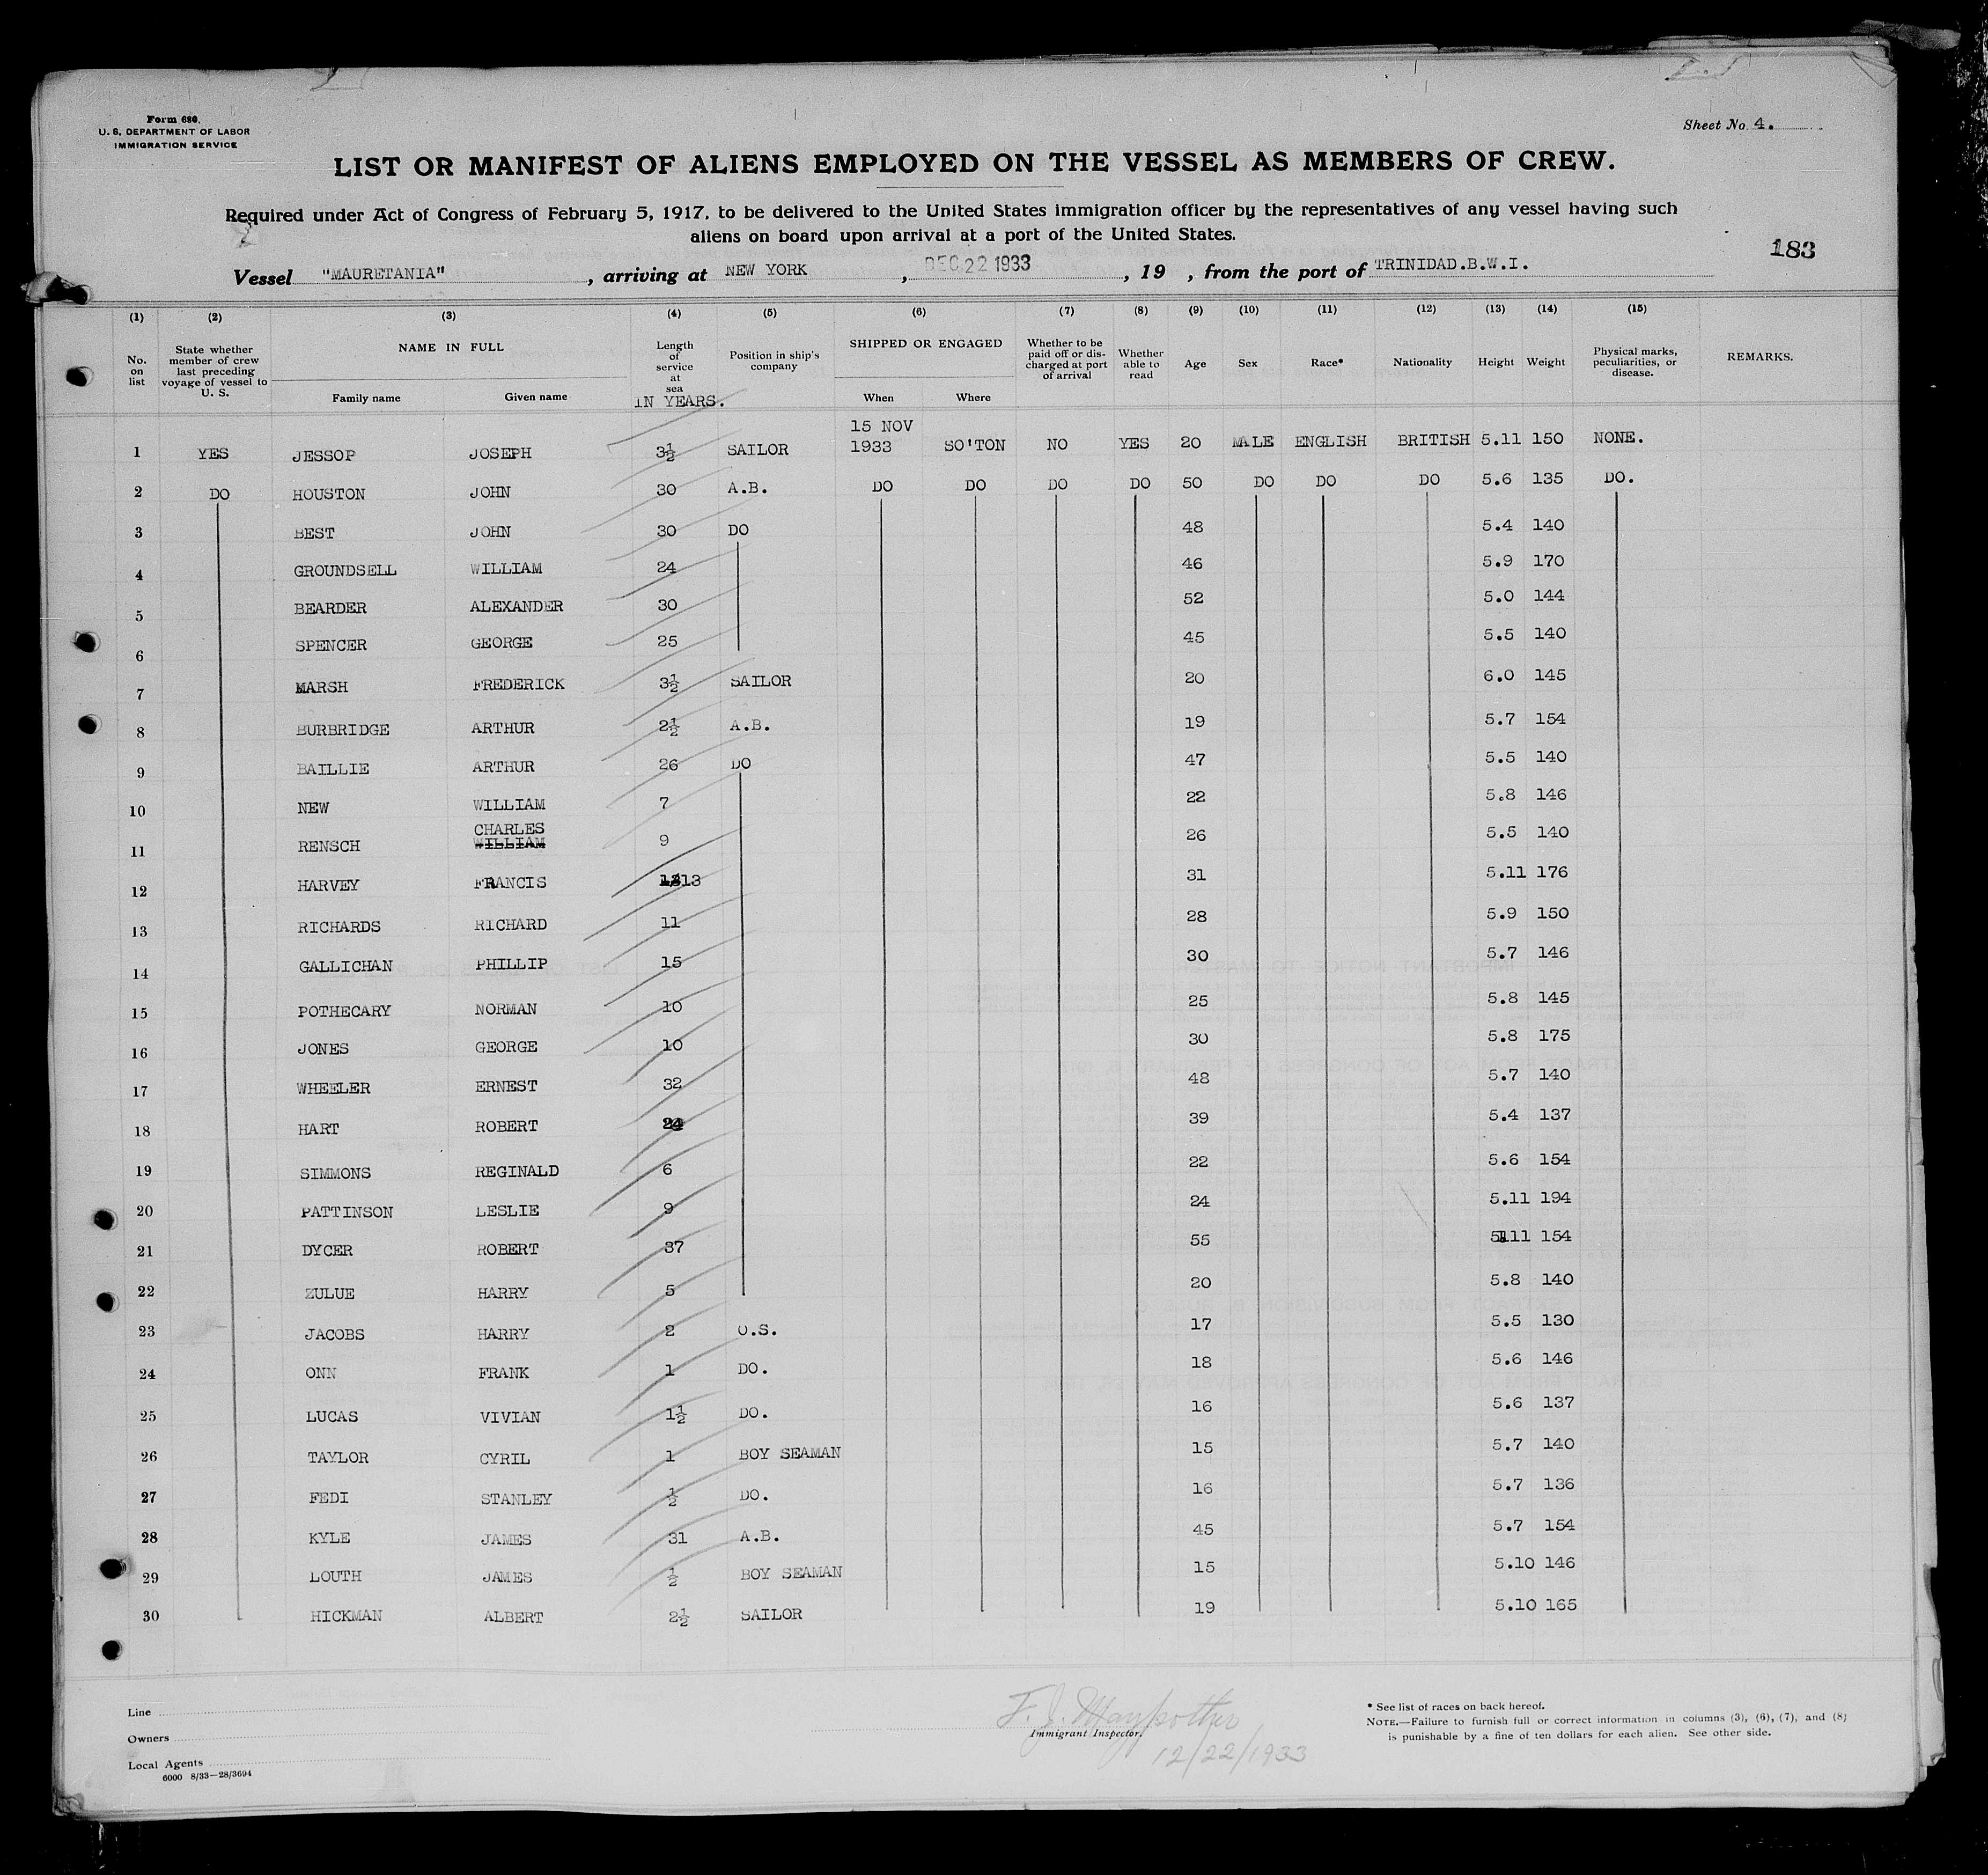 Form 680.
U. S. DEPARTMENT OF LABOR
IMMIGRATION SERVICE
Sheet No. 4.
LIST OR MANIFEST OF ALIENS EMPLOYED ON THE VESSEL AS MEMBERS OF CREW.
Required under Act of Congress of February 5, 1917, to be delivered to the United States immigration officer by the representatives of any vessel having such
aliens on board upon arrival at a port of the United States.
183
Vessel "MAURETANIA", arriving at NEW YORK, DEC 22 1933, 19 , from the port of TRINIDAD.B.W.I.
(1) (2) (3) (4) (5) (6) (7) (8) (9) (10) (11) (12) (13) (14) (15)
No. on list State whether member of crew last preceding voyage of vessel to U. S. NAME IN FULL Family name Given name Length of service at sea IN YEARS. Position in ship's company SHIPPED OR ENGAGED When Where Whether to be paid off or discharged at port of arrival Whether able to read Age Sex Race* Nationality Height Weight Physical marks, peculiarities, or disease. REMARKS.
1 YES JESSOP JOSEPH 3½ SAILOR 15 NOV 1933 SO'TON NO YES 20 MALE ENGLISH BRITISH 5.11 150 NONE.
2 DO HOUSTON JOHN 30 A.B. DO DO DO DO 50 DO DO DO 5.6 135 DO.
3 BEST JOHN 30 DO 48 5.4 140
4 GROUNDSELL WILLIAM 24 46 5.9 170
5 BEARDER ALEXANDER 30 52 5.0 144
6 SPENCER GEORGE 25 45 5.5 140
7 MARSH FREDERICK 3½ SAILOR 20 6.0 145
8 BURBRIDGE ARTHUR 2½ A.B. 19 5.7 154
9 BAILLIE ARTHUR 26 DO 47 5.5 140
10 NEW WILLIAM 7 22 5.8 146
11 RENSCH CHARLES WILLIAM 9 26 5.5 140
12 HARVEY FRANCIS 13 31 5.11 176
13 RICHARDS RICHARD 11 28 5.9 150
14 GALLICHAN PHILLIP 15 30 5.7 146
15 POTHECARY NORMAN 10 25 5.8 145
16 JONES GEORGE 10 30 5.8 175
17 WHEELER ERNEST 32 48 5.7 140
18 HART ROBERT 24 39 5.4 137
19 SIMMONS REGINALD 6 22 5.6 154
20 PATTINSON LESLIE 9 24 5.11 194
21 DYCER ROBERT 37 55 5.11 154
22 ZULUE HARRY 5 20 5.8 140
23 JACOBS HARRY 2 O.S. 17 5.5 130
24 ONN FRANK 1 DO. 18 5.6 146
25 LUCAS VIVIAN 1½ DO. 16 5.6 137
26 TAYLOR CYRIL 1 BOY SEAMAN 15 5.7 140
27 FEDI STANLEY ½ DO. 16 5.7 136
28 KYLE JAMES 31 A.B. 45 5.7 154
29 LOUTH JAMES ½ BOY SEAMAN 15 5.10 146
30 HICKMAN ALBERT 2½ SAILOR 19 5.10 165
Line
Owners
Local Agents
6000 8/33—28/3694
Immigrant Inspector.
12/22/1933
* See list of races on back hereof.
NOTE.—Failure to furnish full or correct information in columns (3), (6), (7), and (8)
is punishable by a fine of ten dollars for each alien. See other side.